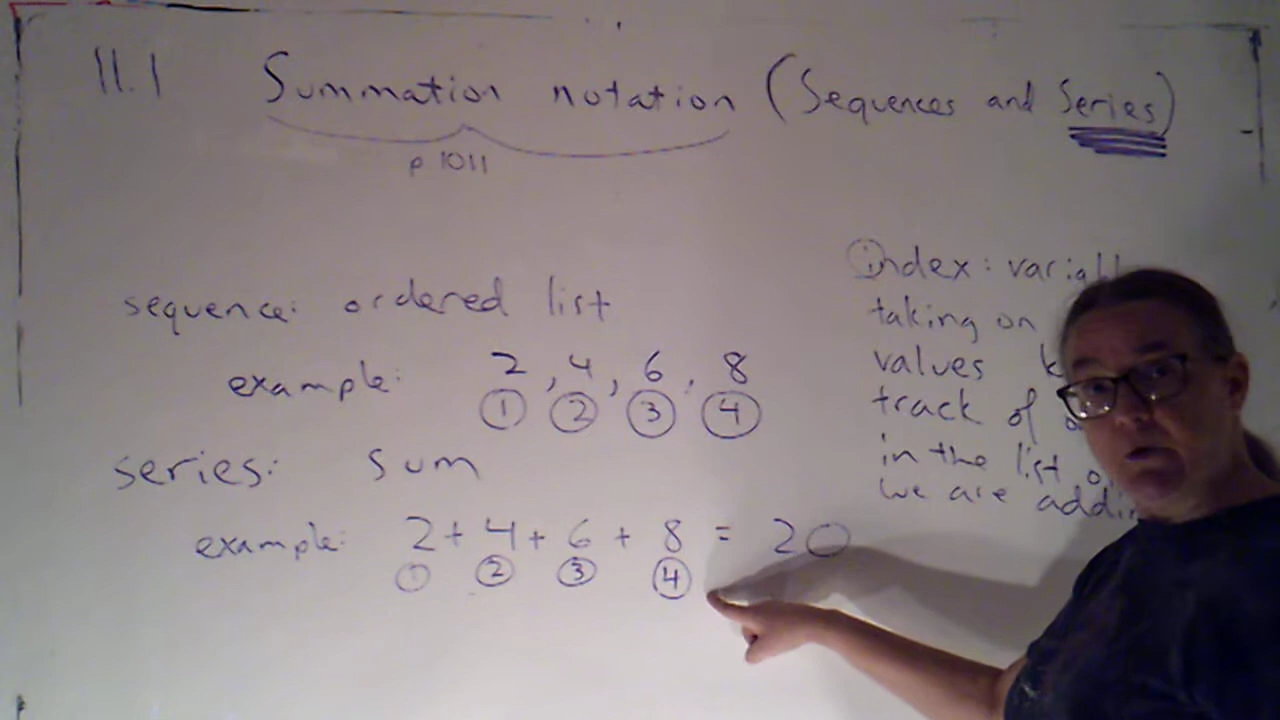 11.1 Summation notation (Sequences and Series)
p 1011
sequence: ordered list
example: 2, 4, 6, 8
1 2 3 4
series: sum
example: 2 + 4 + 6 + 8 = 20
1 2 3 4
index:
taking on
values
track of
in the list
we are